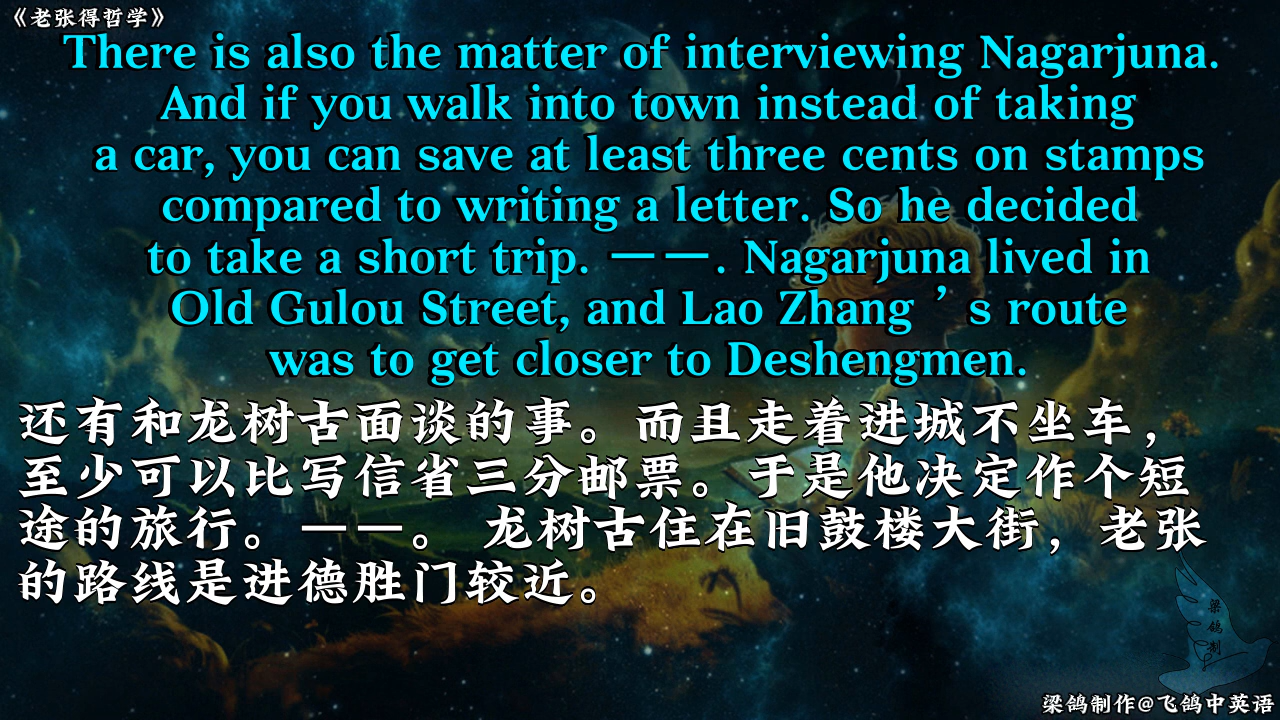 《老张得哲学》
There is also the matter of interviewing Nagarjuna.
And if you walk into town instead of taking
a car, you can save at least three cents on stamps
compared to writing a letter. So he decided
to take a short trip. ——. Nagarjuna lived in
Old Gulou Street, and Lao Zhang ’ s route
was to get closer to Deshengmen.
还有和龙树古面谈的事。而且走着进城不坐车，
至少可以比写信省三分邮票。于是他决定作个短
途的旅行。——。 龙树古住在旧鼓楼大街，老张
的路线是进德胜门较近。
梁鸽制
梁鸽制作@飞鸽中英语